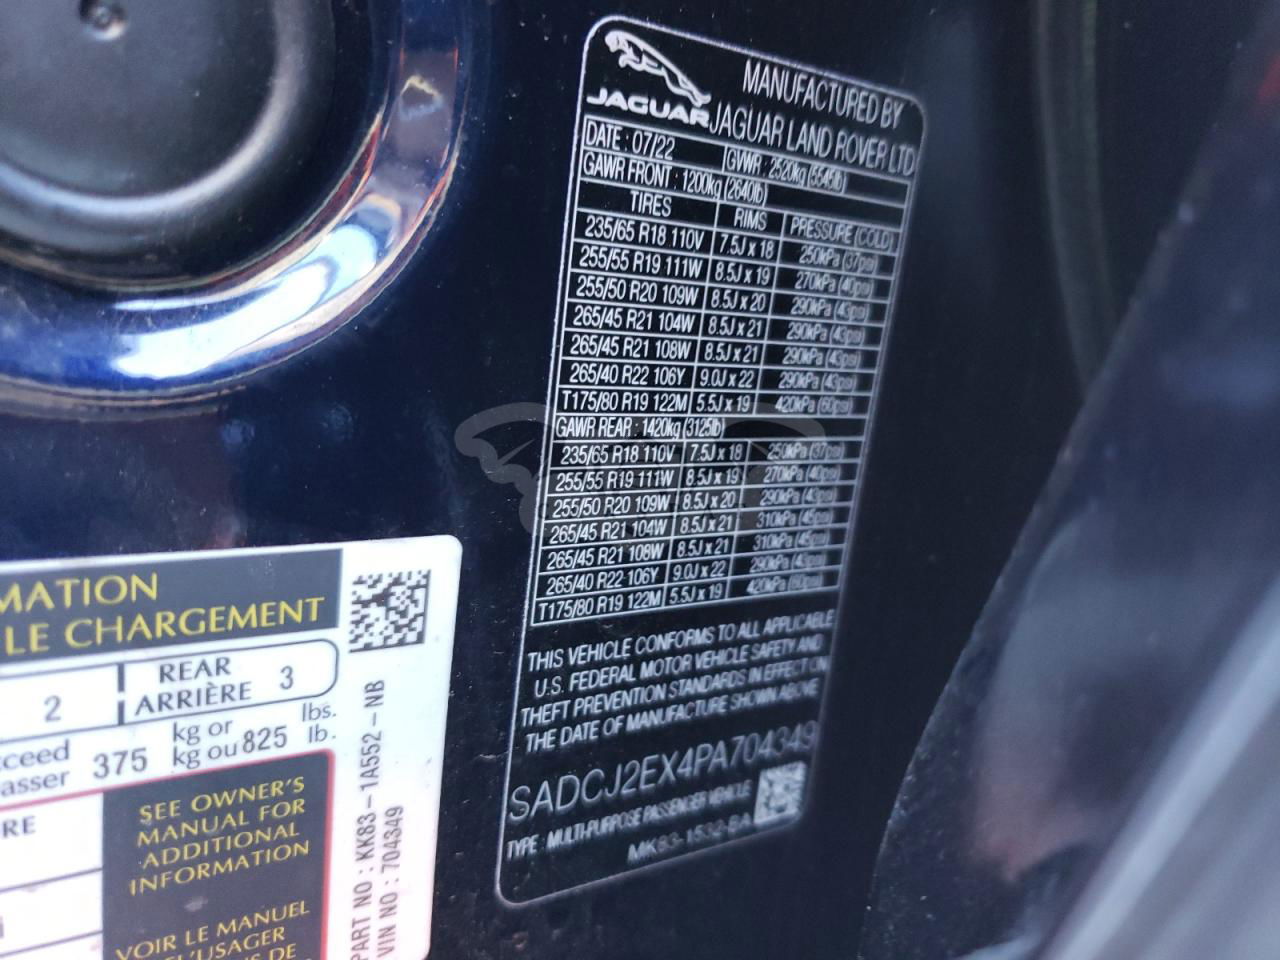 JAGUAR
MANUFACTURED BY
JAGUAR LAND ROVER LTD
DATE : 07/22 GVWR : 2520kg (5545lb)
GAWR FRONT : 1200kg (2640lb)
TIRES RIMS PRESSURE (COLD)
235/65 R18 110V 7.5J x 18 250kPa (37psi)
255/55 R19 111W 8.5J x 19 270kPa (40psi)
255/50 R20 109W 8.5J x 20 290kPa (43psi)
265/45 R21 104W 8.5J x 21 290kPa (43psi)
265/45 R21 108W 8.5J x 21 290kPa (43psi)
265/40 R22 106Y 9.0J x 22 290kPa (43psi)
T175/80 R19 122M 5.5J x 19 420kPa (60psi)
GAWR REAR : 1420kg (3125lb)
235/65 R18 110V 7.5J x 18 250kPa (37psi)
255/55 R19 111W 8.5J x 19 270kPa (40psi)
255/50 R20 109W 8.5J x 20 290kPa (43psi)
265/45 R21 104W 8.5J x 21 310kPa (45psi)
265/45 R21 108W 8.5J x 21 310kPa (45psi)
265/40 R22 106Y 9.0J x 22 290kPa (43psi)
T175/80 R19 122M 5.5J x 19 420kPa (60psi)
THIS VEHICLE CONFORMS TO ALL APPLICABLE
U.S. FEDERAL MOTOR VEHICLE SAFETY AND
THEFT PREVENTION STANDARDS IN EFFECT ON
THE DATE OF MANUFACTURE SHOWN ABOVE
SADCJ2EX4PA704349
TYPE : MULTI-PURPOSE PASSENGER VEHICLE
MK83-1532-BA
MATION
LE CHARGEMENT
2 REAR
ARRIÈRE 3
xceed
asser 375 kg or
kg ou 825 lbs.
lb.
RE
SEE OWNER'S
MANUAL FOR
ADDITIONAL
INFORMATION
VOIR LE MANUEL
L'USAGER
NS DE
PART NO : KK83-1A552-NB
VIN NO : 704349